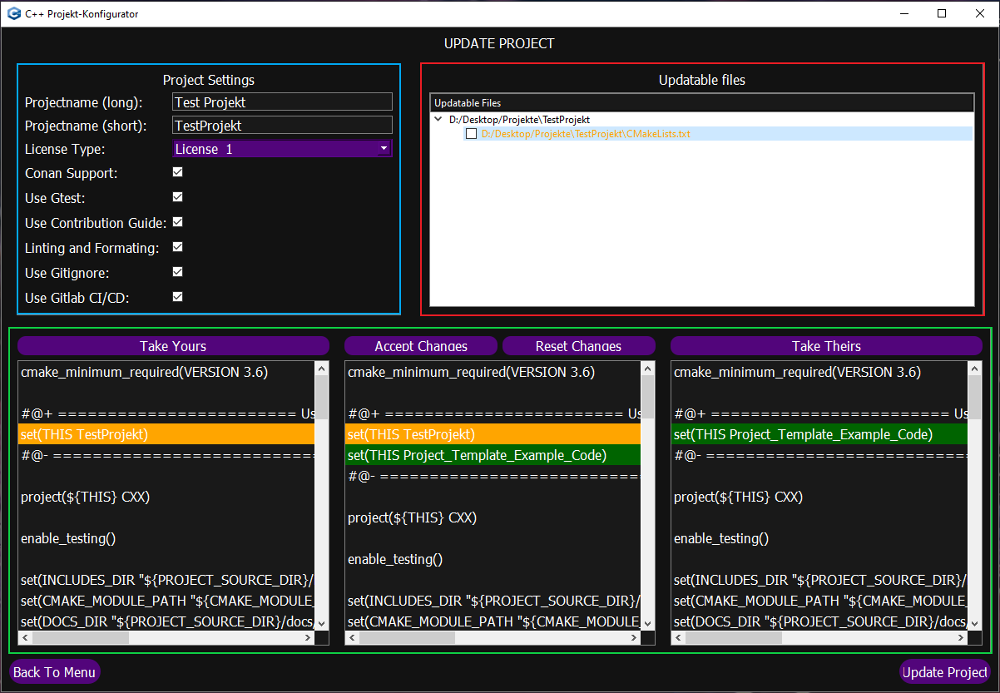 C++ Projekt-Konfigurator
UPDATE PROJECT
Project Settings
Projectname (long): Test Projekt
Projectname (short): TestProjekt
License Type: License 1
Conan Support:
Use Gtest:
Use Contribution Guide:
Linting and Formating:
Use Gitignore:
Use Gitlab CI/CD:
Updatable files
Updatable Files
D:/Desktop/Projekte\TestProjekt
D:/Desktop/Projekte\TestProjekt\CMakeLists.txt
Take Yours
cmake_minimum_required(VERSION 3.6)
#@+ ======================== Us
set(THIS TestProjekt)
#@- ===========================
project(${THIS} CXX)
enable_testing()
set(INCLUDES_DIR "${PROJECT_SOURCE_DIR}/
set(CMAKE_MODULE_PATH "${CMAKE_MODULE_
set(DOCS_DIR "${PROJECT_SOURCE_DIR}/docs/
Accept Changes Reset Changes
cmake_minimum_required(VERSION 3.6)
#@+ ======================== Us
set(THIS TestProjekt)
set(THIS Project_Template_Example_Code)
#@- ===========================
project(${THIS} CXX)
enable_testing()
set(INCLUDES_DIR "${PROJECT_SOURCE_DIR}/
set(CMAKE_MODULE_PATH "${CMAKE_MODULE_
Take Theirs
cmake_minimum_required(VERSION 3.6)
#@+ ======================== Us
set(THIS Project_Template_Example_Code)
#@- ===========================
project(${THIS} CXX)
enable_testing()
set(INCLUDES_DIR "${PROJECT_SOURCE_DIR}/
set(CMAKE_MODULE_PATH "${CMAKE_MODULE_
set(DOCS_DIR "${PROJECT_SOURCE_DIR}/docs/
Back To Menu
Update Project